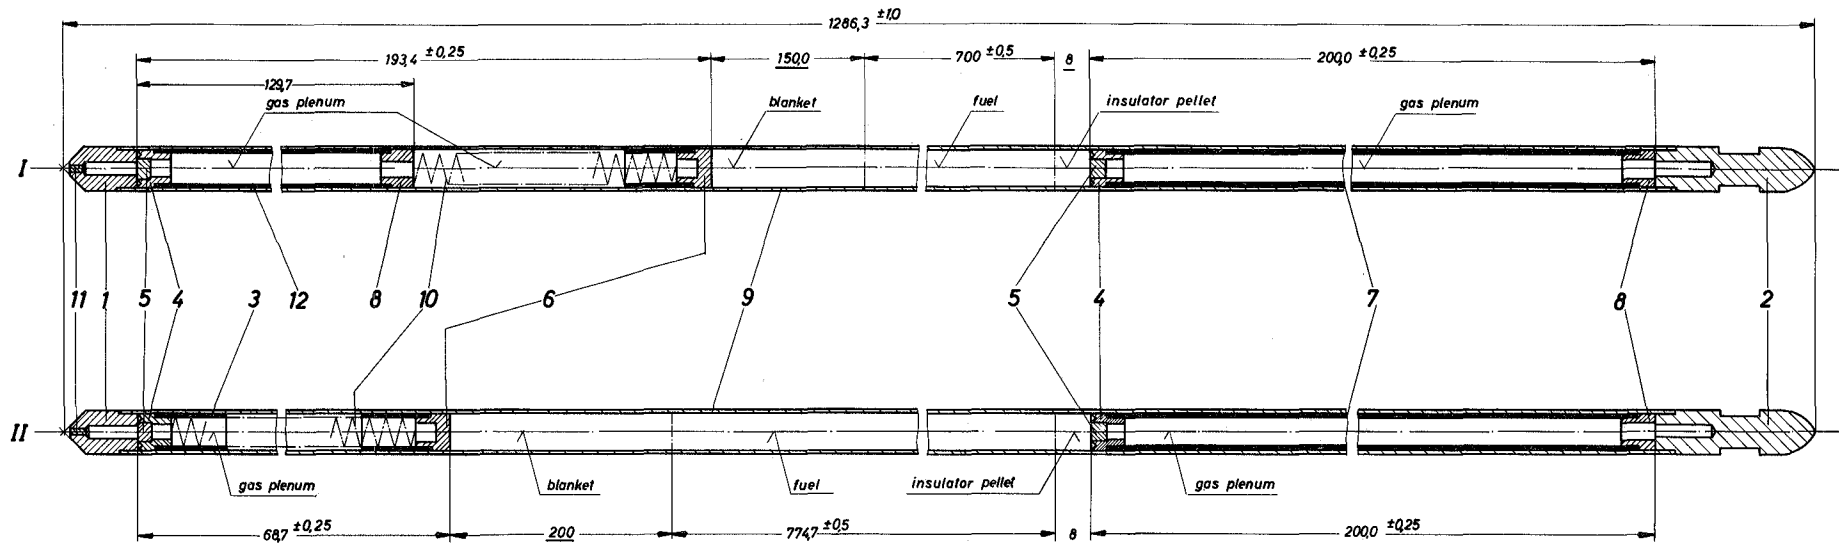 1286,3 ±1,0
193,4 ±0,25
150,0
700 ±0,5
8
200,0 ±0,25
129,7
gas plenum
blanket
fuel
insulator pellet
gas plenum
I
11 1 5 4 3 12 8 10 6 9 5 4 7 8 2
II
gas plenum
blanket
fuel
insulator pellet
gas plenum
68,7 ±0,25
200
774,7 ±0,5
8
200,0 ±0,25